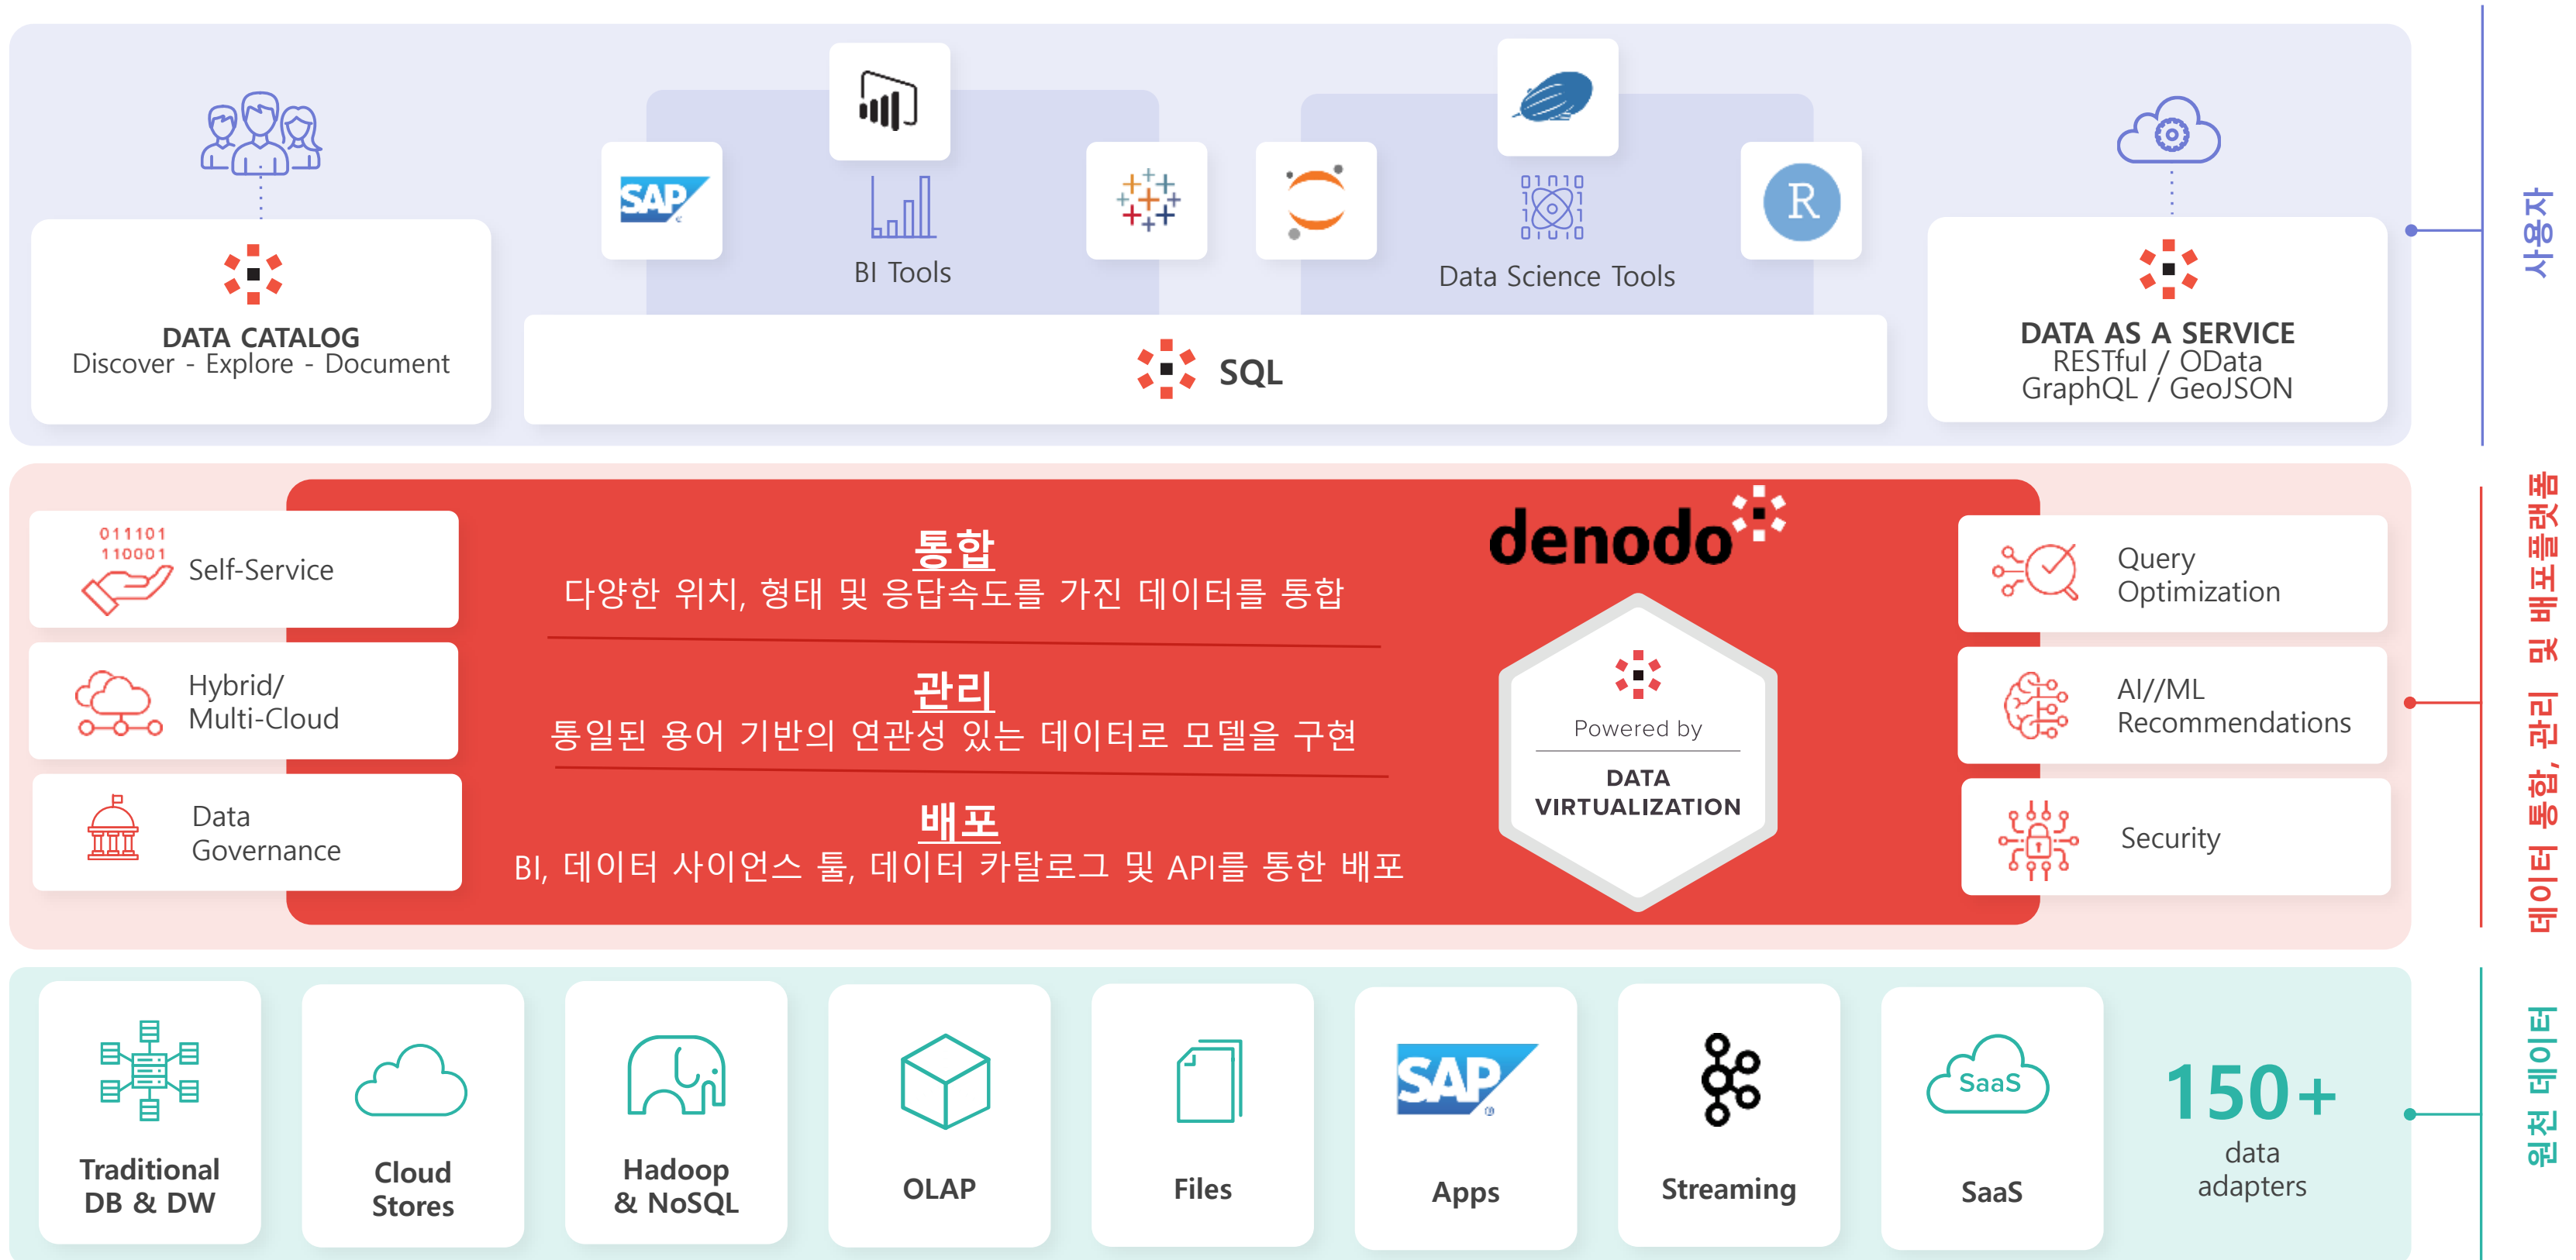 SAP
BI Tools
Data Science Tools
R
DATA CATALOG
Discover - Explore - Document
SQL
DATA AS A SERVICE
RESTful / OData
GraphQL / GeoJSON
사용자
011101
110001
Self-Service
Hybrid/
Multi-Cloud
Data
Governance
통합
다양한 위치, 형태 및 응답속도를 가진 데이터를 통합
관리
통일된 용어 기반의 연관성 있는 데이터로 모델을 구현
배포
BI, 데이터 사이언스 툴, 데이터 카탈로그 및 API를 통한 배포
denodo
Powered by
DATA
VIRTUALIZATION
Query
Optimization
AI//ML
Recommendations
Security
데이터 통합, 관리 및 배포플랫폼
Traditional
DB & DW
Cloud
Stores
Hadoop
& NoSQL
OLAP
Files
SAP
Apps
Streaming
SaaS
SaaS
150+
data
adapters
원천 데이터